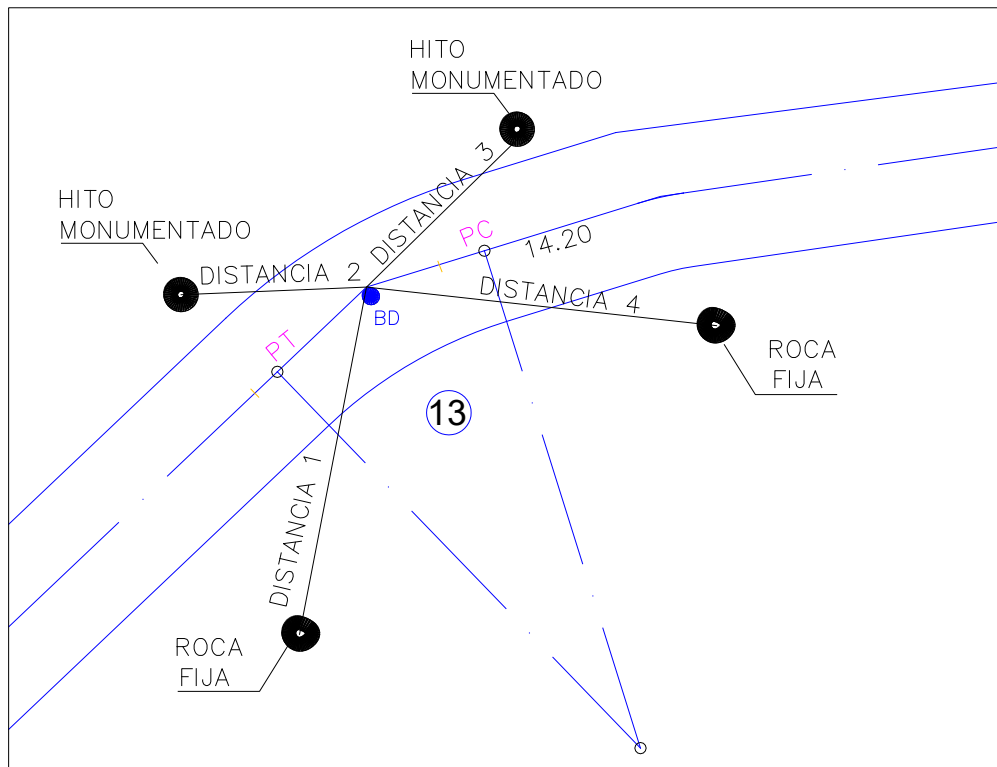 HITO
MONUMENTADO
DISTANCIA 3
HITO
MONUMENTADO
PC
14.20
DISTANCIA 2
DISTANCIA 4
BD
PT
ROCA
FIJA
13
DISTANCIA 1
ROCA
FIJA